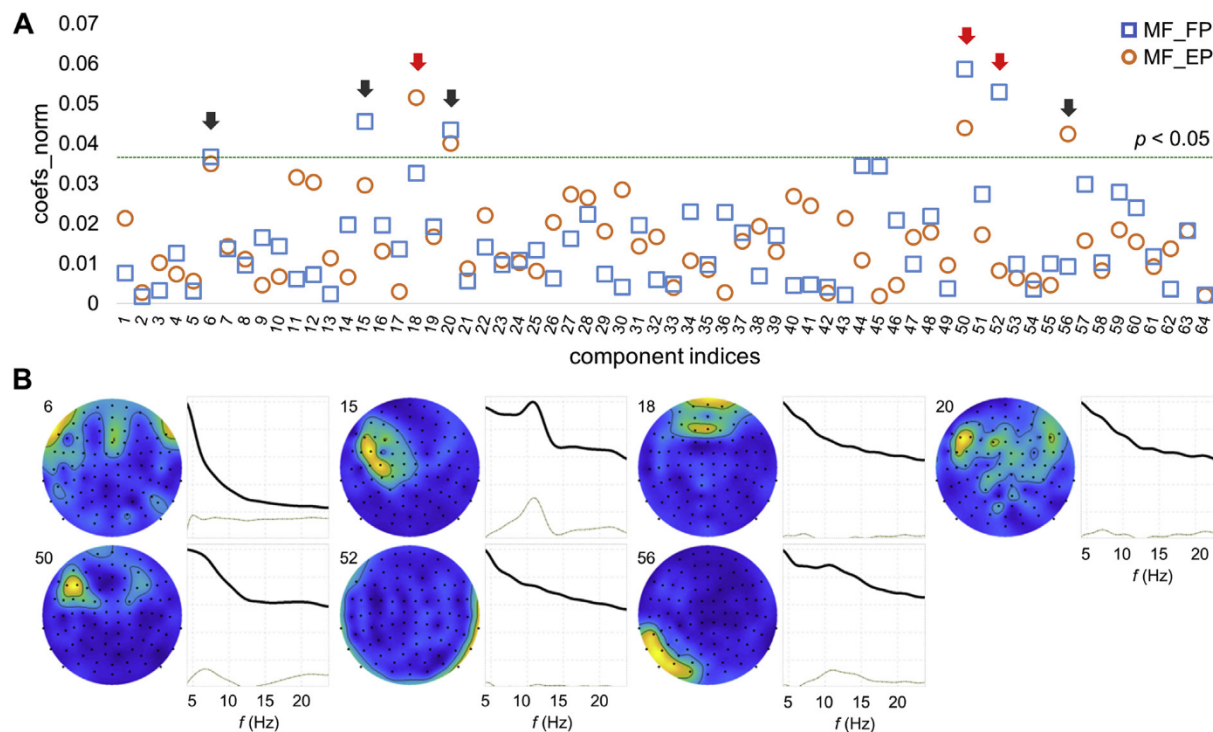 A
0.07
0.06
0.05
0.04
0.03
0.02
0.01
0
coefs_norm
MF_FP
MF_EP
p < 0.05
1 2 3 4 5 6 7 8 9 10 11 12 13 14 15 16 17 18 19 20 21 22 23 24 25 26 27 28 29 30 31 32 33 34 35 36 37 38 39 40 41 42 43 44 45 46 47 48 49 50 51 52 53 54 55 56 57 58 59 60 61 62 63 64
component indices
B
6 15 18 20
5 10 15 20
f (Hz)
50 52 56
5 10 20 5 10 20 5 10 20
f (Hz) f (Hz) f (Hz)